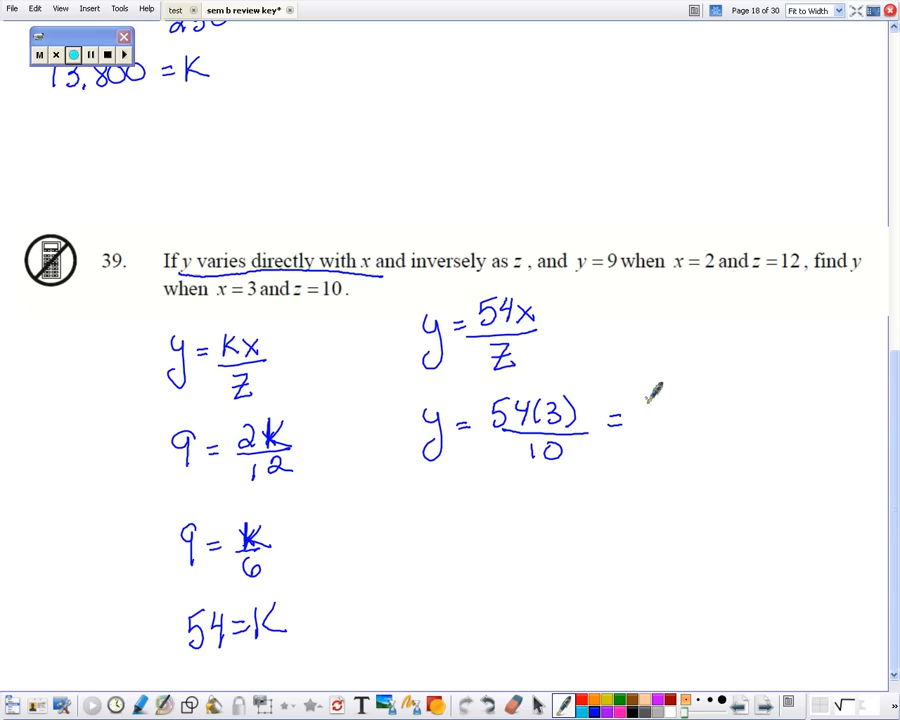 File Edit View Insert Tools Help
test
sem b review key*
Page 18 of 30
Fit to Width
M
13,800 = K
39. If y varies directly with x and inversely as z , and y = 9 when x = 2 and z = 12 , find y
when x = 3 and z = 10 .
y = Kx/z
9 = 2K/12
9 = K/6
54 = K
y = 54x/z
y = 54(3)/10 =